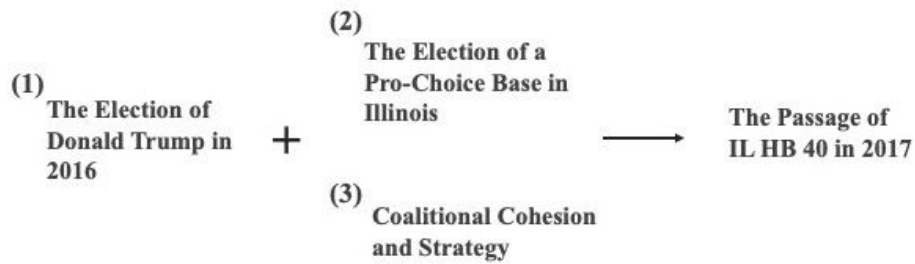 (1)
The Election of
Donald Trump in
2016
+
(2)
The Election of a
Pro-Choice Base in
Illinois
(3)
Coalitional Cohesion
and Strategy
The Passage of
IL HB 40 in 2017